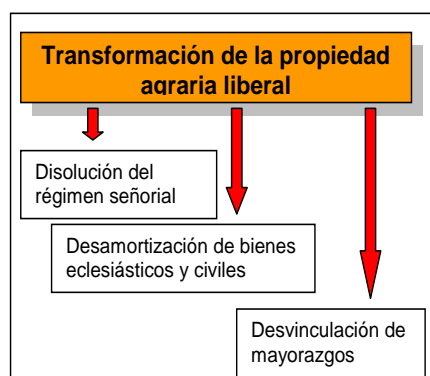 Transformación de la propiedad
agraria liberal
Disolución del
régimen señorial
Desamortización de bienes
eclesiásticos y civiles
Desvinculación de
mayorazgos